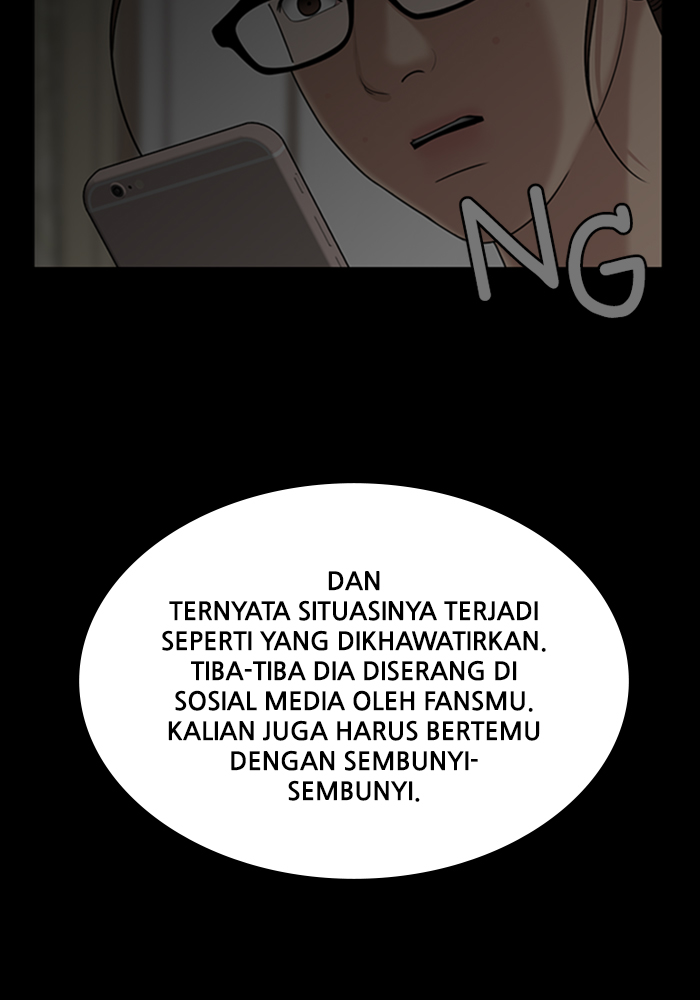 NG
DAN
TERNYATA SITUASINYA TERJADI
SEPERTI YANG DIKHAWATIRKAN.
TIBA-TIBA DIA DISERANG DI
SOSIAL MEDIA OLEH FANSMU.
KALIAN JUGA HARUS BERTEMU
DENGAN SEMBUNYI-
SEMBUNYI.